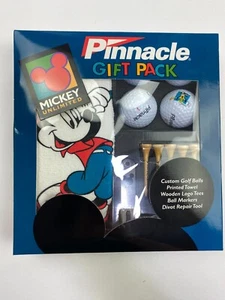 Pinnacle
GIFT PACK
MICKEY
UNLIMITED
Custom Golf Balls
Printed Towel
Wooden Logo Tees
Ball Markers
Divot Repair Tool